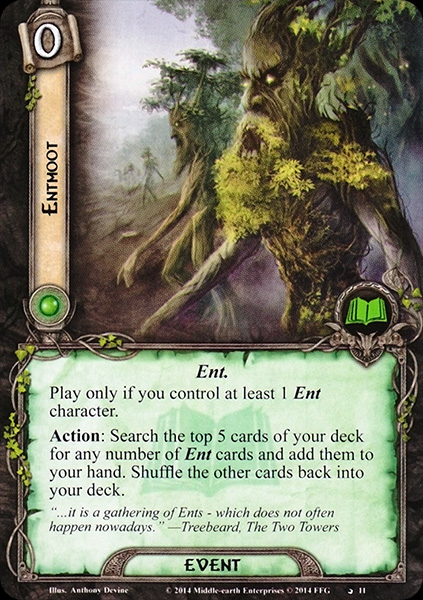 0
ENTMOOT
Ent.
Play only if you control at least 1 Ent
character.
Action: Search the top 5 cards of your deck
for any number of Ent cards and add them to
your hand. Shuffle the other cards back into
your deck.
“...it is a gathering of Ents - which does not often
happen nowadays.” —Treebeard, The Two Towers
EVENT
Illus. Anthony Devine © 2014 Middle-earth Enterprises © 2014 FFG 11